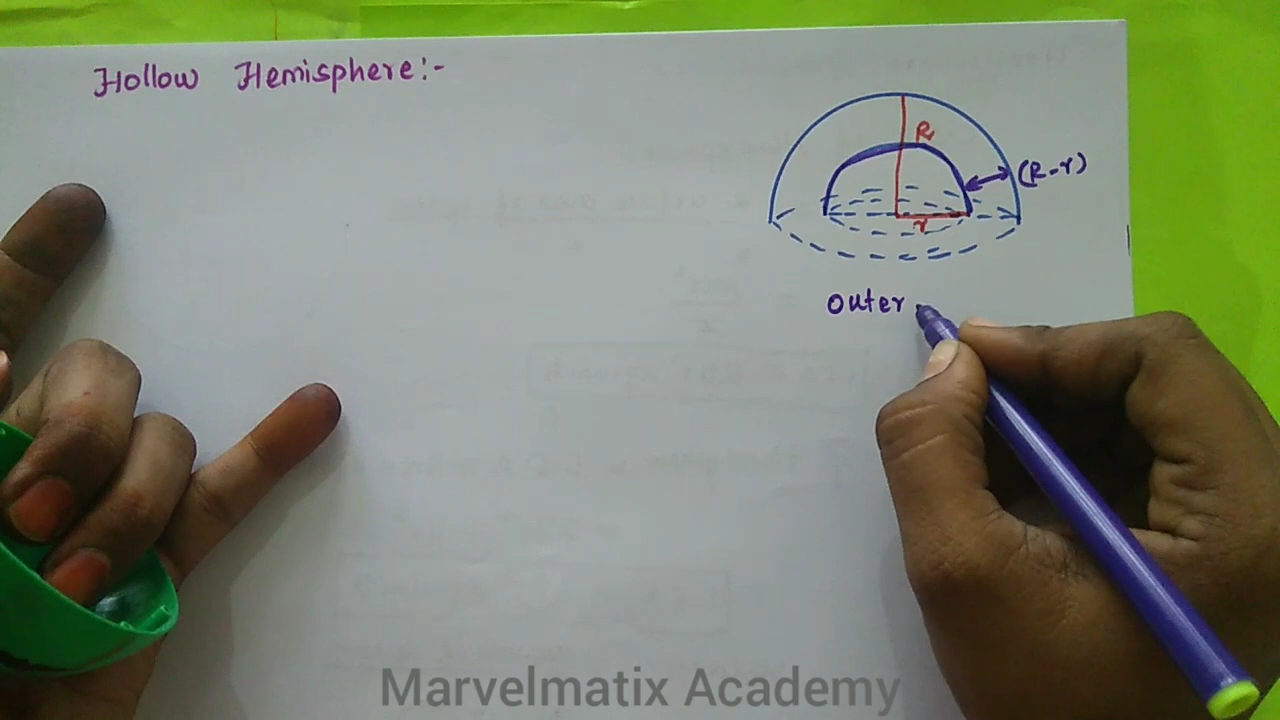 Hollow Hemisphere:-
R
(R-r)
r
outer
Marvelmatix Academy